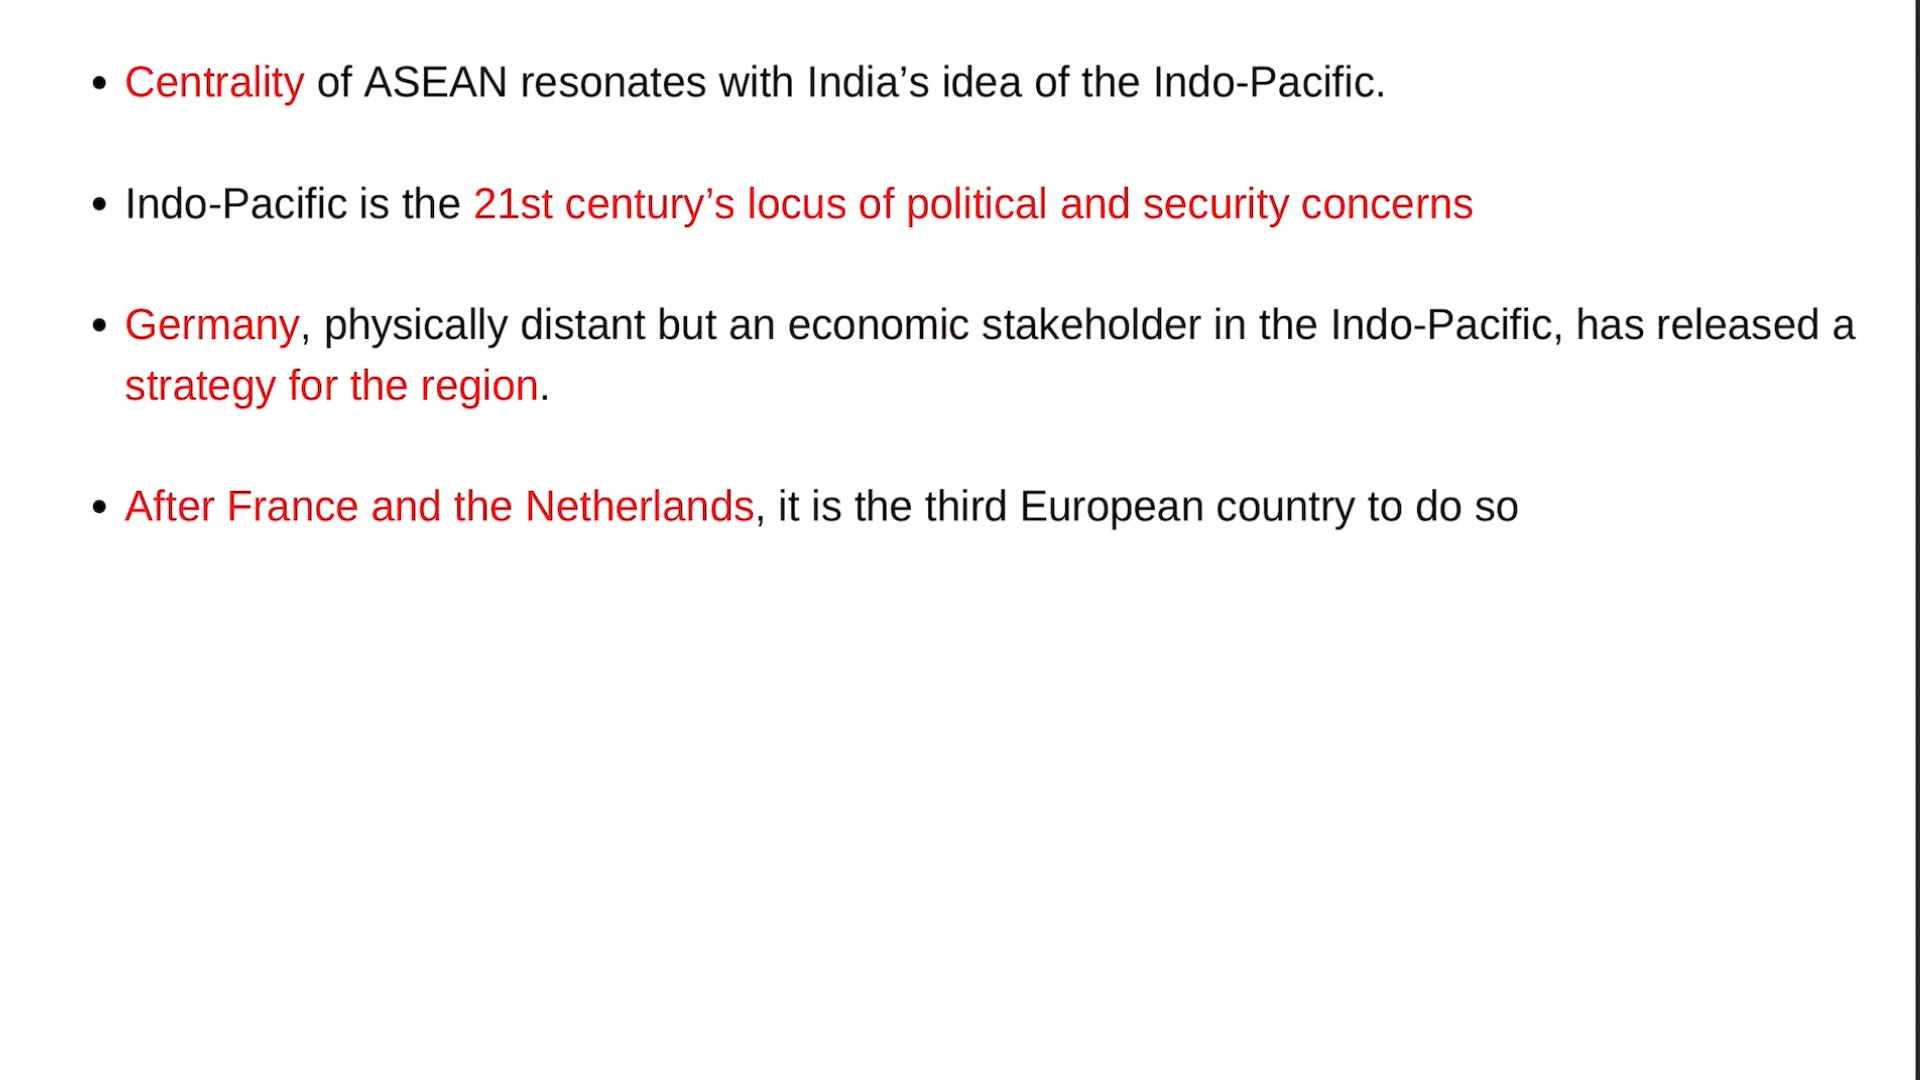 • Centrality of ASEAN resonates with India’s idea of the Indo-Pacific.
• Indo-Pacific is the 21st century’s locus of political and security concerns
• Germany, physically distant but an economic stakeholder in the Indo-Pacific, has released a
strategy for the region.
• After France and the Netherlands, it is the third European country to do so